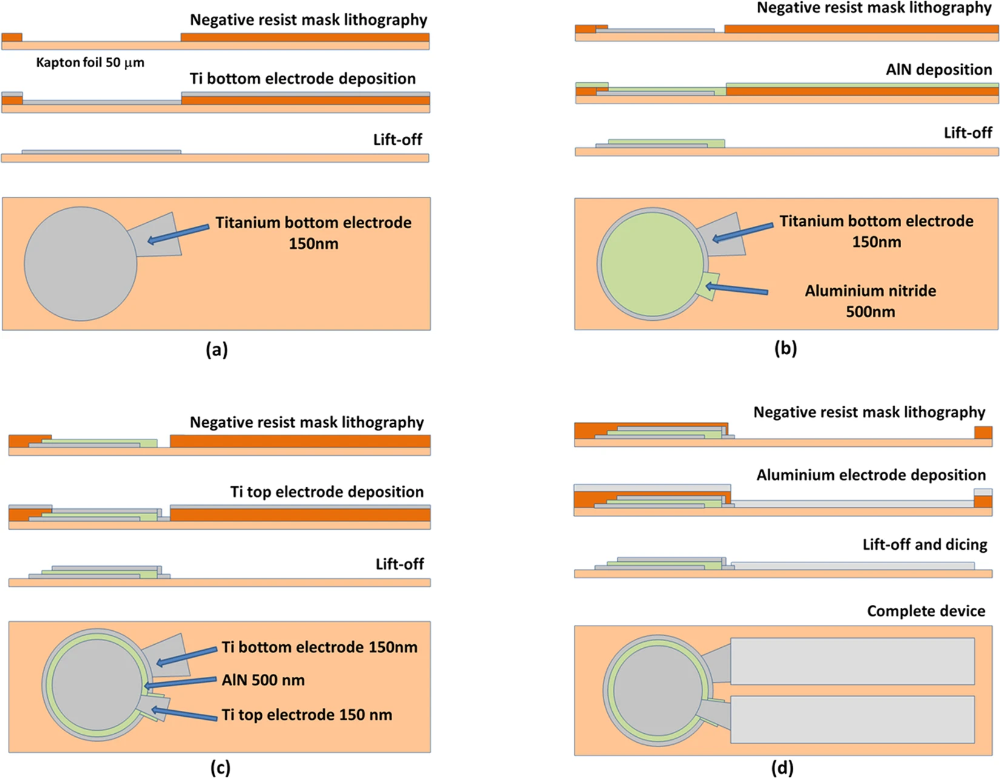 Negative resist mask lithography
Kapton foil 50 μm
Ti bottom electrode deposition
Lift-off
Titanium bottom electrode
150nm
(a)
Negative resist mask lithography
AlN deposition
Lift-off
Titanium bottom electrode
150nm
Aluminium nitride
500nm
(b)
Negative resist mask lithography
Ti top electrode deposition
Lift-off
Ti bottom electrode 150nm
AlN 500 nm
Ti top electrode 150 nm
(c)
Negative resist mask lithography
Aluminium electrode deposition
Lift-off and dicing
Complete device
(d)